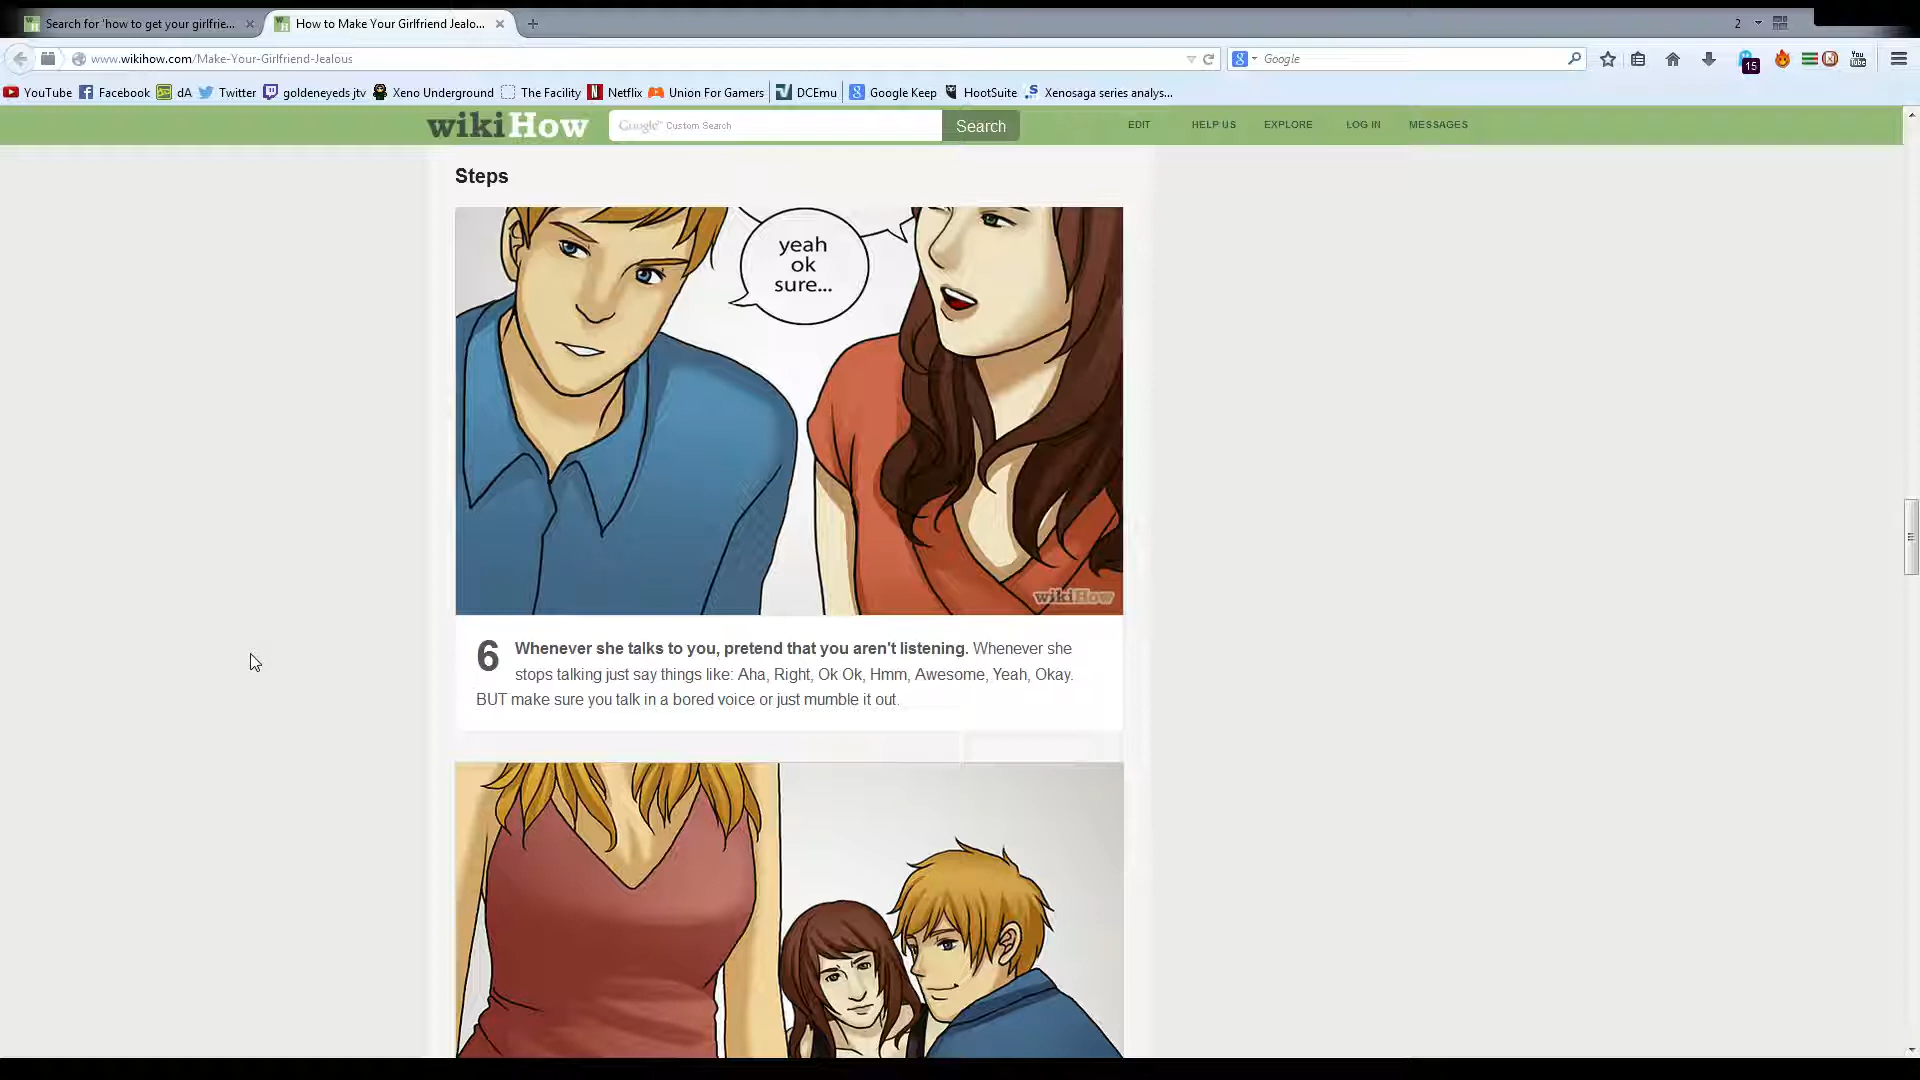 Search for 'how to get your girlfrie...
How to Make Your Girlfriend Jealo...
2
www.wikihow.com/Make-Your-Girlfriend-Jealous
Google
15
YouTube Facebook dA Twitter goldeneyeds jtv Xeno Underground The Facility Netflix Union For Gamers DCEmu Google Keep HootSuite Xenosaga series analys...
wikiHow Google™ Custom Search Search EDIT HELP US EXPLORE LOG IN MESSAGES
Steps
yeah
ok
sure...
wikiHow
6 Whenever she talks to you, pretend that you aren't listening. Whenever she
stops talking just say things like: Aha, Right, Ok Ok, Hmm, Awesome, Yeah, Okay.
BUT make sure you talk in a bored voice or just mumble it out.